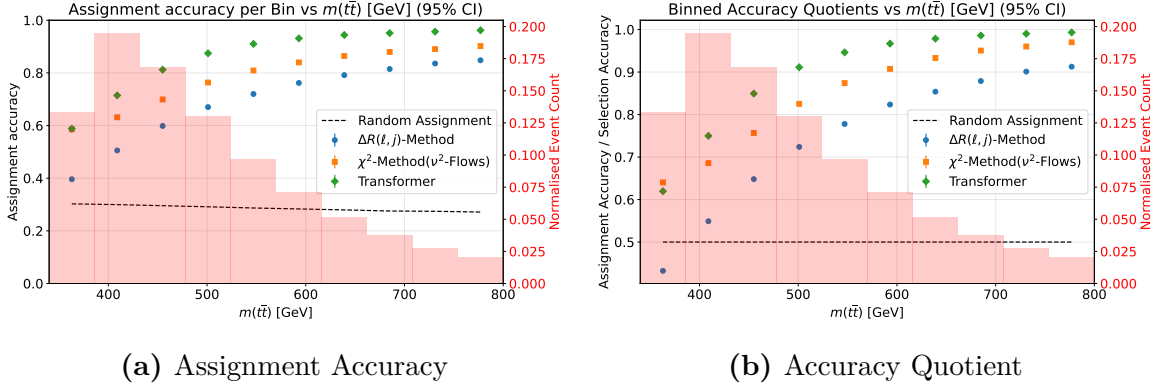 Assignment accuracy per Bin vs m(tt̅) [GeV] (95% CI)
Assignment accuracy
1.0
0.8
0.6
0.4
0.2
0.0
Random Assignment
ΔR(ℓ, j)-Method
χ²-Method(ν²-Flows)
Transformer
0.200
0.175
0.150
0.125
0.100
0.075
0.050
0.025
0.000
Normalised Event Count
400 500 600 700 800
m(tt̅) [GeV]
(a) Assignment Accuracy
Binned Accuracy Quotients vs m(tt̅) [GeV] (95% CI)
Assignment Accuracy / Selection Accuracy
1.0
0.9
0.8
0.7
0.6
0.5
Random Assignment
ΔR(ℓ, j)-Method
χ²-Method(ν²-Flows)
Transformer
0.200
0.175
0.150
0.125
0.100
0.075
0.050
0.025
0.000
Normalised Event Count
400 500 600 700 800
m(tt̅) [GeV]
(b) Accuracy Quotient